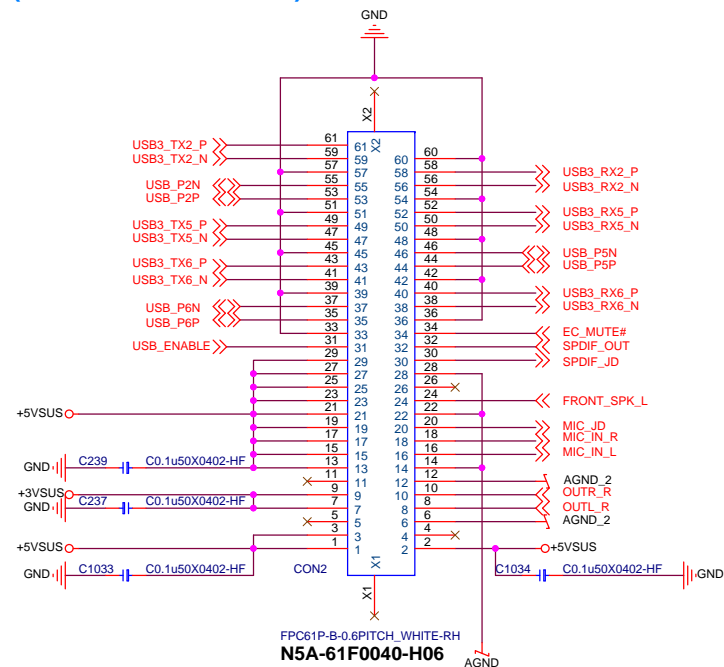 GND
X2
X2
USB3_TX2_P 61 61
USB3_TX2_N 59 59 60 60
57 57 58 58 USB3_RX2_P
USB_P2N 55 55 56 56 USB3_RX2_N
USB_P2P 53 53 54 54
51 51 52 52 USB3_RX5_P
USB3_TX5_P 49 49 50 50 USB3_RX5_N
USB3_TX5_N 47 47 48 48
45 45 46 46 USB_P5N
USB3_TX6_P 43 43 44 44 USB_P5P
USB3_TX6_N 41 41 42 42
39 39 40 40 USB3_RX6_P
USB_P6N 37 37 38 38 USB3_RX6_N
USB_P6P 35 35 36 36
33 33 34 34 EC_MUTE#
USB_ENABLE 31 31 32 32 SPDIF_OUT
29 29 30 30 SPDIF_JD
27 27 28 28
25 25 26 26
23 23 24 24 FRONT_SPK_L
+5VSUS 21 21 22 22
19 19 20 20 MIC_JD
17 17 18 18 MIC_IN_R
15 15 16 16 MIC_IN_L
GND C239 C0.1u50X0402-HF 13 13 14 14
11 11 12 12 AGND_2
+3VSUS 9 9 10 10 OUTR_R
GND C237 C0.1u50X0402-HF 7 7 8 8 OUTL_R
5 5 6 6 AGND_2
3 3 4 4
+5VSUS 1 1 2 2 +5VSUS
GND C1033 C0.1u50X0402-HF CON2 X1 C1034 C0.1u50X0402-HF GND
X1
FPC61P-B-0.6PITCH_WHITE-RH
N5A-61F0040-H06
AGND